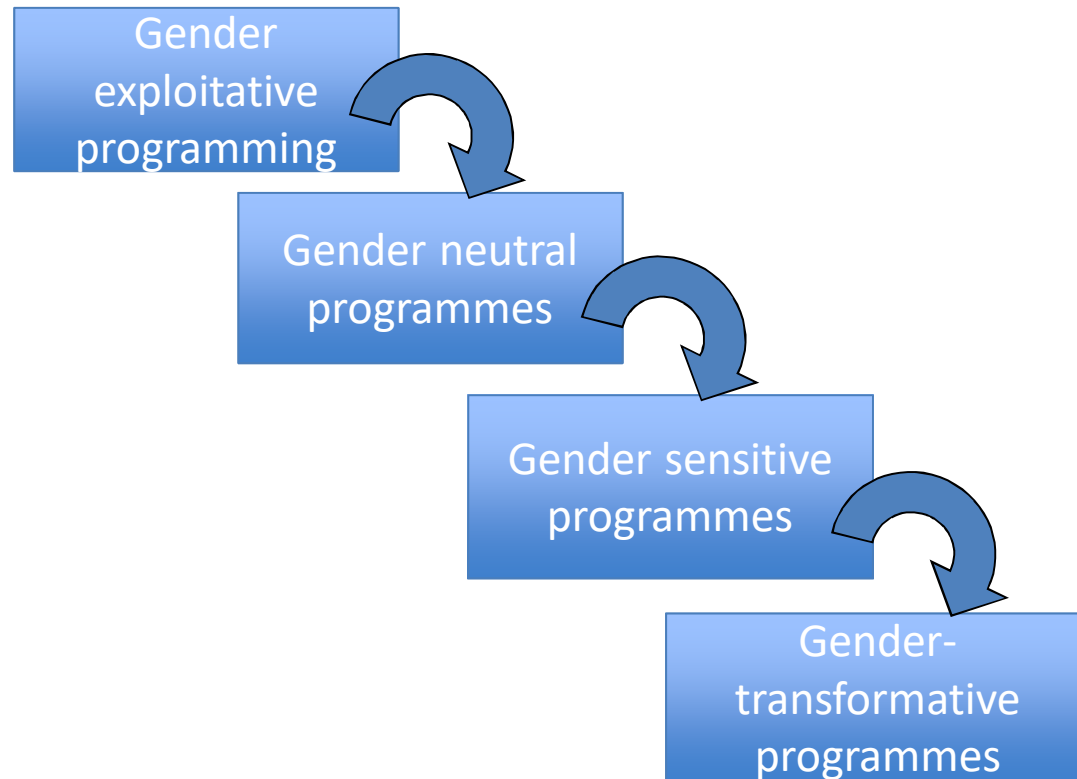 Gender
exploitative
programming
Gender neutral
programmes
Gender sensitive
programmes
Gender-
transformative
programmes